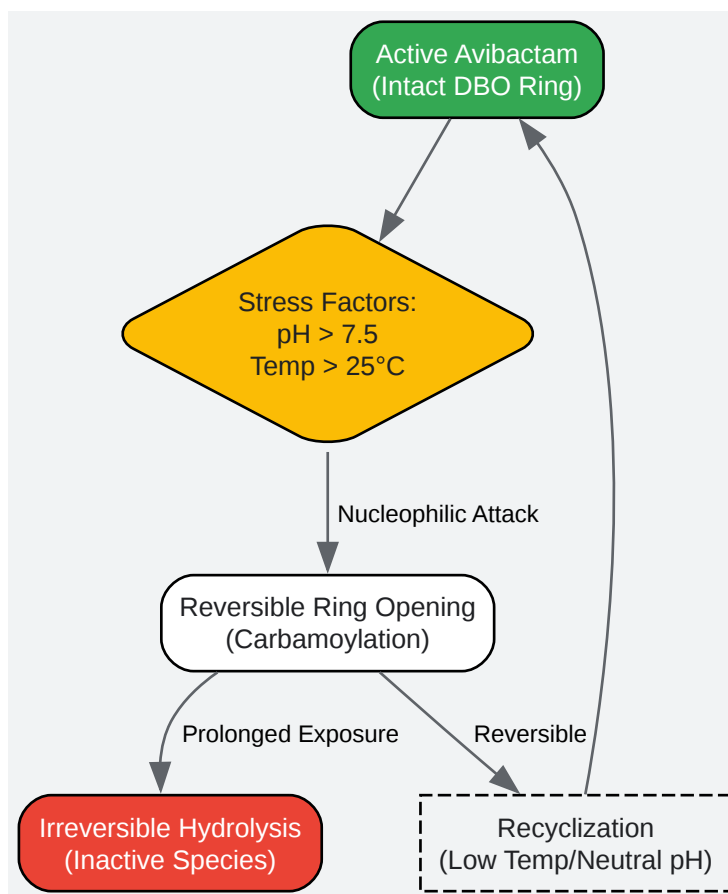 Active Avibactam
(Intact DBO Ring)
Stress Factors:
pH > 7.5
Temp > 25°C
Nucleophilic Attack
Reversible Ring Opening
(Carbamoylation)
Prolonged Exposure
Reversible
Irreversible Hydrolysis
(Inactive Species)
Recyclization
(Low Temp/Neutral pH)